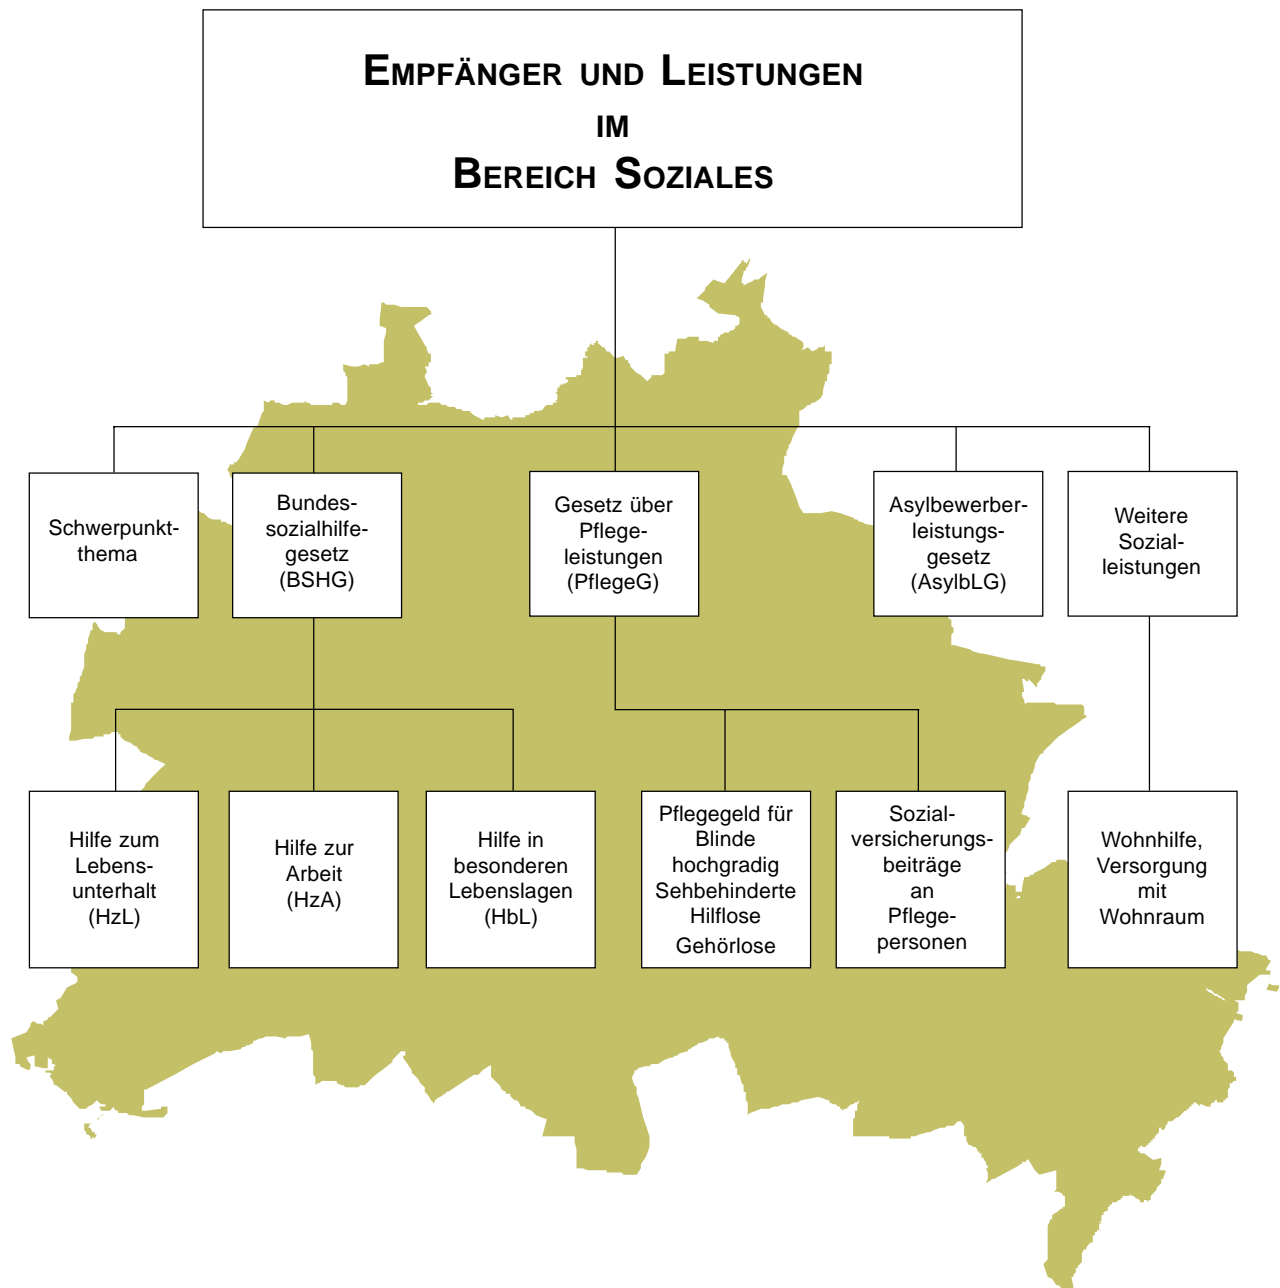 EMPFÄNGER UND LEISTUNGEN
IM
BEREICH SOZIALES
Schwerpunkt-
thema
Bundes-
sozialhilfe-
gesetz
(BSHG)
Gesetz über
Pflege-
leistungen
(PflegeG)
Asylbewerber-
leistungs-
gesetz
(AsylbLG)
Weitere
Sozial-
leistungen
Hilfe zum
Lebens-
unterhalt
(HzL)
Hilfe zur
Arbeit
(HzA)
Hilfe in
besonderen
Lebenslagen
(HbL)
Pflegegeld für
Blinde
hochgradig
Sehbehinderte
Hilflose
Gehörlose
Sozial-
versicherungs-
beiträge
an
Pflege-
personen
Wohnhilfe,
Versorgung
mit
Wohnraum